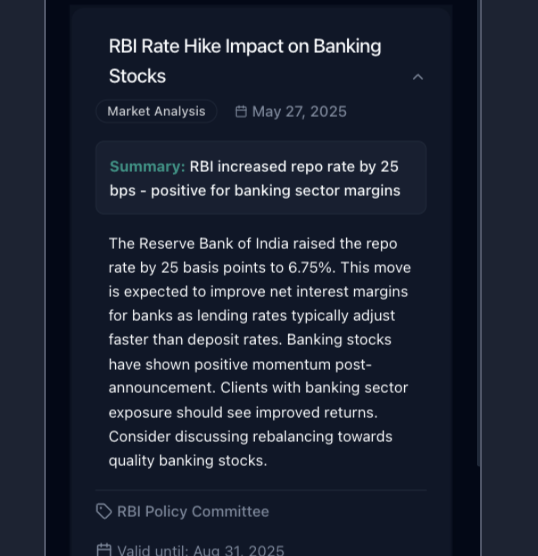 RBI Rate Hike Impact on Banking
Stocks
Market Analysis
May 27, 2025
Summary: RBI increased repo rate by 25
bps - positive for banking sector margins
The Reserve Bank of India raised the repo
rate by 25 basis points to 6.75%. This move
is expected to improve net interest margins
for banks as lending rates typically adjust
faster than deposit rates. Banking stocks
have shown positive momentum post-
announcement. Clients with banking sector
exposure should see improved returns.
Consider discussing rebalancing towards
quality banking stocks.
RBI Policy Committee
Valid until: Aug 31, 2025